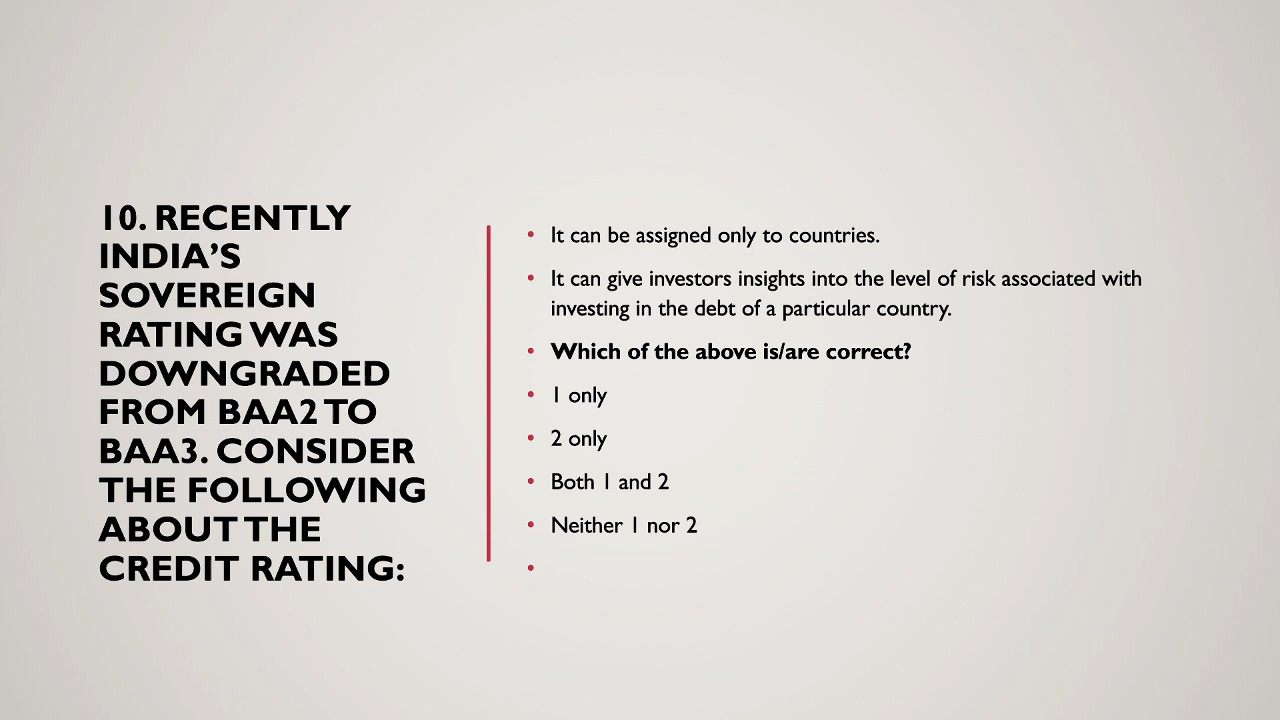 10. RECENTLY
INDIA'S
SOVEREIGN
RATING WAS
DOWNGRADED
FROM BAA2 TO
BAA3. CONSIDER
THE FOLLOWING
ABOUT THE
CREDIT RATING:
• It can be assigned only to countries.
• It can give investors insights into the level of risk associated with
investing in the debt of a particular country.
• Which of the above is/are correct?
• 1 only
• 2 only
• Both 1 and 2
• Neither 1 nor 2
•